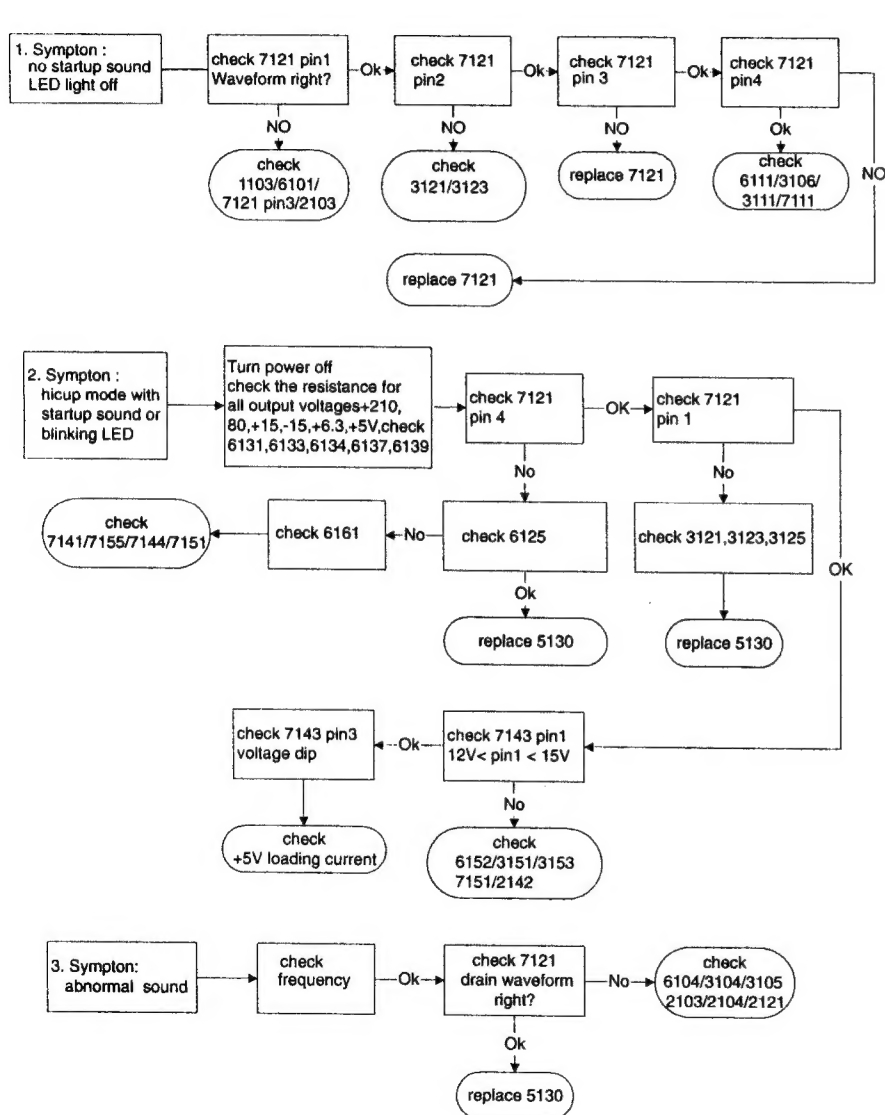 1. Sympton :
no startup sound
LED light off
check 7121 pin1
Waveform right?
Ok
check 7121
pin2
Ok
check 7121
pin 3
Ok
check 7121
pin4
NO
NO
NO
Ok
NO
check
1103/6101/
7121 pin3/2103
check
3121/3123
replace 7121
check
6111/3106/
3111/7111
replace 7121
2. Sympton :
hicup mode with
startup sound or
blinking LED
Turn power off
check the resistance for
all output voltages+210,
80,+15,-15,+6.3,+5V,check
6131,6133,6134,6137,6139
check 7121
pin 4
OK
check 7121
pin 1
No
No
OK
check
7141/7155/7144/7151
check 6161
No
check 6125
check 3121,3123,3125
Ok
replace 5130
replace 5130
check 7143 pin3
voltage dip
Ok
check 7143 pin1
12V< pin1 < 15V
No
check
+5V loading current
check
6152/3151/3153
7151/2142
3. Sympton:
abnormal sound
check
frequency
Ok
check 7121
drain waveform
right?
No
check
6104/3104/3105
2103/2104/2121
Ok
replace 5130